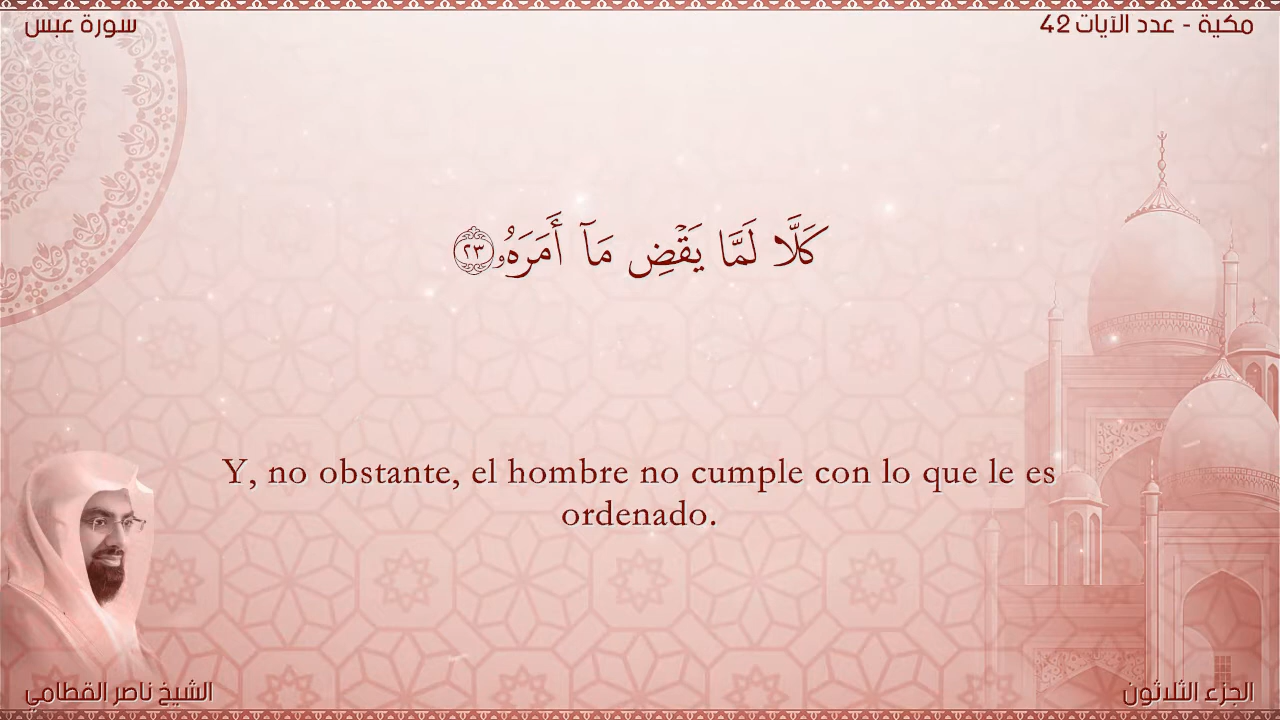 سورة عبس
مكية - عدد الآيات 42
كَلَّا لَمَّا يَقْضِ مَآ أَمَرَهُۥ ٢٣
Y, no obstante, el hombre no cumple con lo que le es
ordenado.
الشيخ ناصر القطامي
الجزء الثلاثون